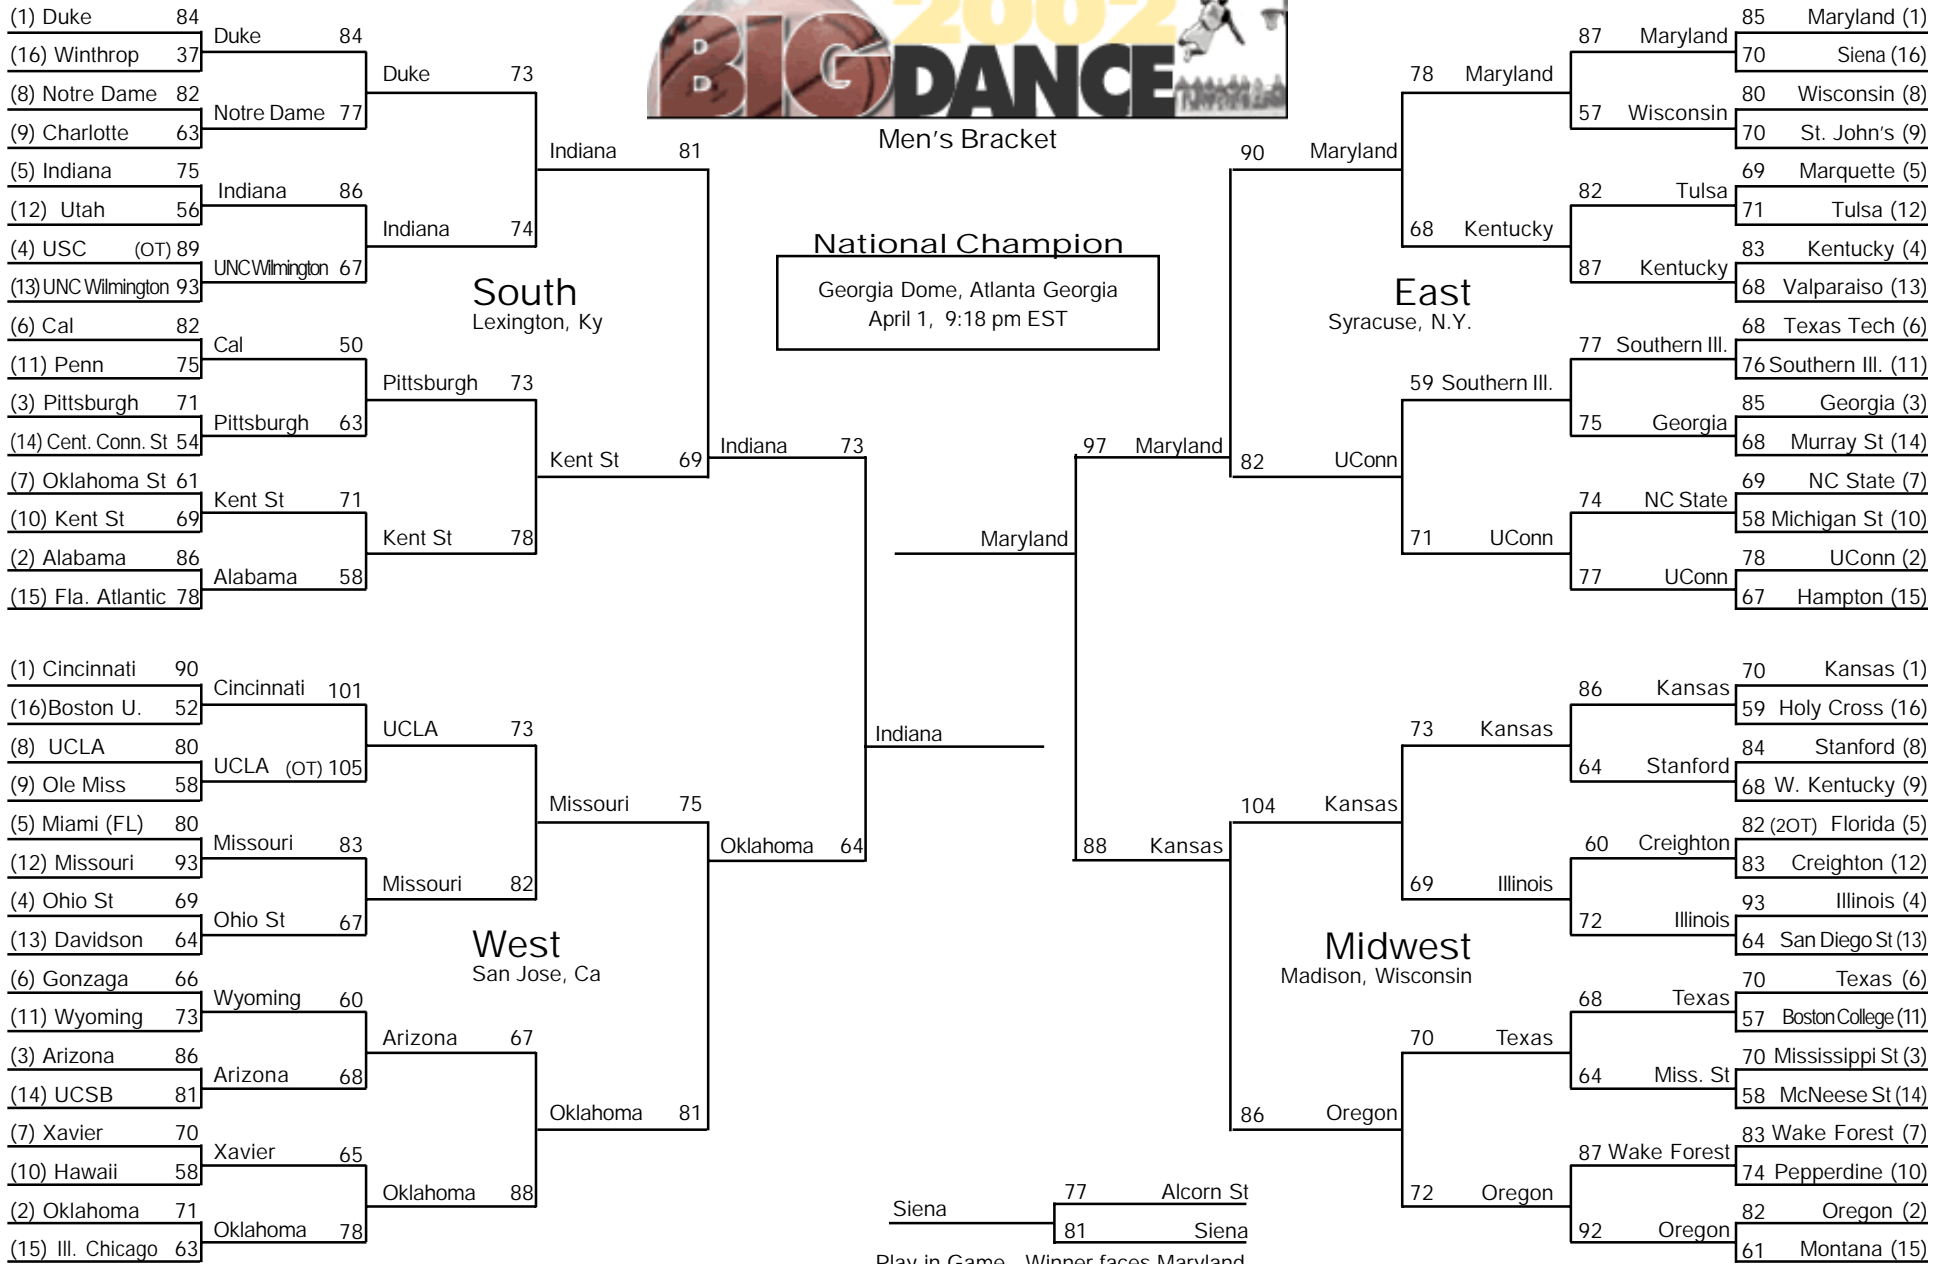 2002
BIG DANCE
Men's Bracket
National Champion
Georgia Dome, Atlanta Georgia
April 1, 9:18 pm EST
(1) Duke 84
(16) Winthrop 37
(8) Notre Dame 82
(9) Charlotte 63
(5) Indiana 75
(12) Utah 56
(4) USC (OT) 89
(13) UNC Wilmington 93
(6) Cal 82
(11) Penn 75
(3) Pittsburgh 71
(14) Cent. Conn. St 54
(7) Oklahoma St 61
(10) Kent St 69
(2) Alabama 86
(15) Fla. Atlantic 78
Duke 84
Notre Dame 77
Indiana 86
UNC Wilmington 67
Cal 50
Pittsburgh 63
Kent St 71
Alabama 58
Duke 73
Indiana 74
Pittsburgh 73
Kent St 78
South
Lexington, Ky
Indiana 81
Kent St 69
Indiana 73
(1) Cincinnati 90
(16)Boston U. 52
(8) UCLA 80
(9) Ole Miss 58
(5) Miami (FL) 80
(12) Missouri 93
(4) Ohio St 69
(13) Davidson 64
(6) Gonzaga 66
(11) Wyoming 73
(3) Arizona 86
(14) UCSB 81
(7) Xavier 70
(10) Hawaii 58
(2) Oklahoma 71
(15) Ill. Chicago 63
Cincinnati 101
UCLA (OT) 105
Missouri 83
Ohio St 67
Wyoming 60
Arizona 68
Xavier 65
Oklahoma 78
UCLA 73
Missouri 82
Arizona 67
Oklahoma 88
West
San Jose, Ca
Missouri 75
Oklahoma 81
Oklahoma 64
Indiana
Maryland
85 Maryland (1)
70 Siena (16)
80 Wisconsin (8)
70 St. John's (9)
69 Marquette (5)
71 Tulsa (12)
83 Kentucky (4)
68 Valparaiso (13)
68 Texas Tech (6)
76 Southern Ill. (11)
85 Georgia (3)
68 Murray St (14)
69 NC State (7)
58 Michigan St (10)
78 UConn (2)
67 Hampton (15)
87 Maryland
57 Wisconsin
82 Tulsa
87 Kentucky
77 Southern Ill.
75 Georgia
74 NC State
77 UConn
78 Maryland
68 Kentucky
59 Southern Ill.
71 UConn
East
Syracuse, N.Y.
90 Maryland
82 UConn
97 Maryland
70 Kansas (1)
59 Holy Cross (16)
84 Stanford (8)
68 W. Kentucky (9)
82 (2OT) Florida (5)
83 Creighton (12)
93 Illinois (4)
64 San Diego St (13)
70 Texas (6)
57 Boston College (11)
70 Mississippi St (3)
58 McNeese St (14)
83 Wake Forest (7)
74 Pepperdine (10)
82 Oregon (2)
61 Montana (15)
86 Kansas
64 Stanford
60 Creighton
72 Illinois
68 Texas
64 Miss. St
87 Wake Forest
92 Oregon
73 Kansas
69 Illinois
70 Texas
72 Oregon
Midwest
Madison, Wisconsin
104 Kansas
86 Oregon
88 Kansas
77 Alcorn St
81 Siena
Siena
Play in Game - Winner faces Maryland